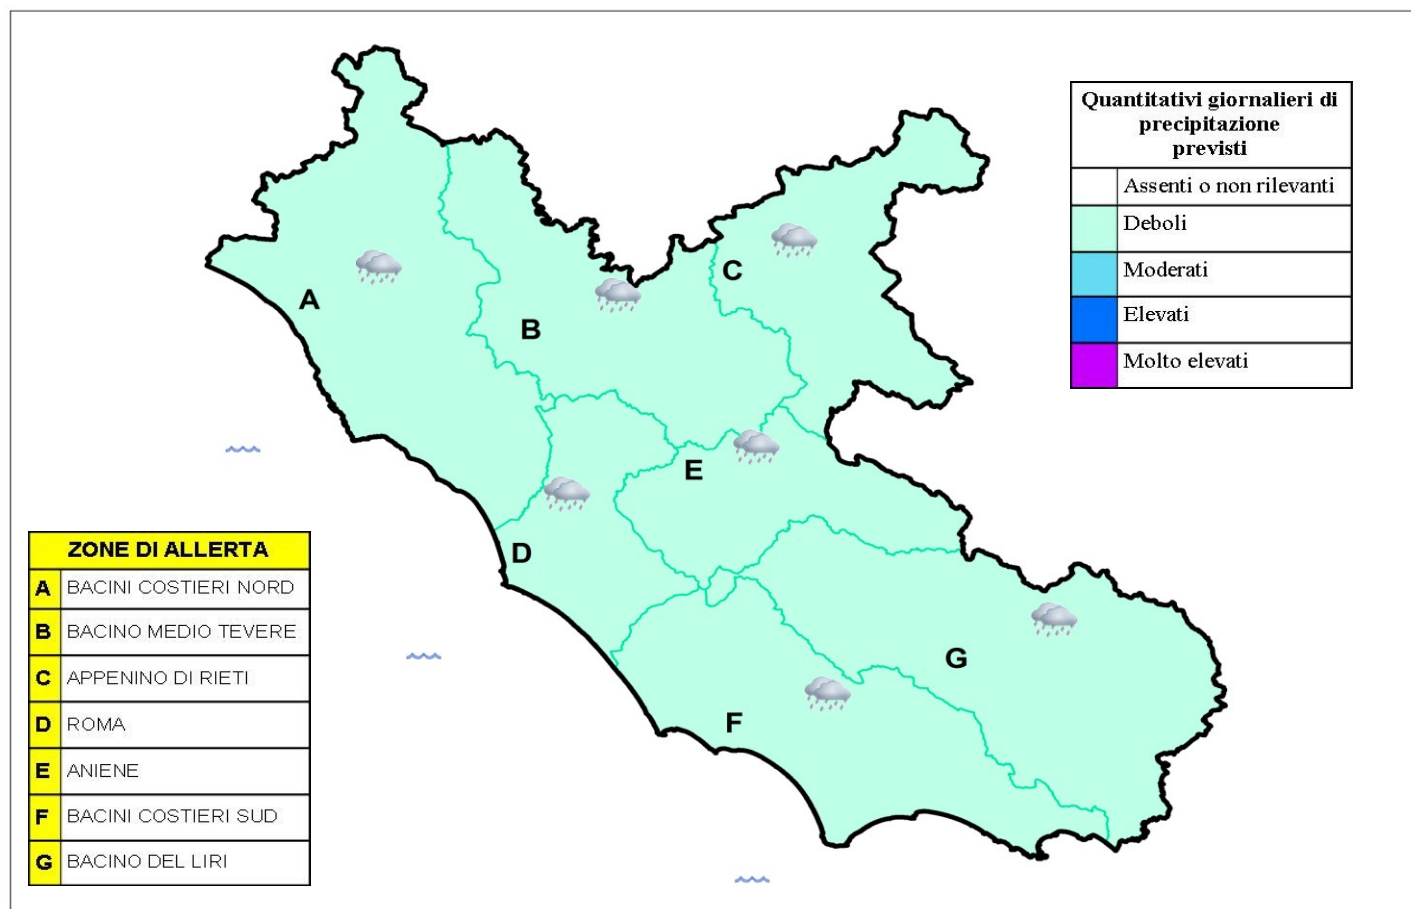 Quantitativi giornalieri di
precipitazione
previsti
Assenti o non rilevanti
Deboli
Moderati
Elevati
Molto elevati
A
B
C
D
E
F
G
ZONE DI ALLERTA
A BACINI COSTIERI NORD
B BACINO MEDIO TEVERE
C APPENINO DI RIETI
D ROMA
E ANIENE
F BACINI COSTIERI SUD
G BACINO DEL LIRI